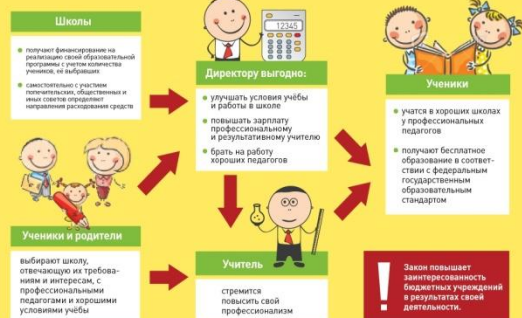 Школы
получают финансирование на
реализацию своей образовательной
программы с учетом количества
учеников, её выбравших
самостоятельно с участием
попечительских, общественных и
иных советов определяют
направления расходования средств
12345
Директору выгодно:
улучшать условия учёбы
и работы в школе
повышать зарплату
профессиональному
и результативному учителю
брать на работу
хороших педагогов
Ученики
учатся в хороших школах
у профессиональных
педагогов
получают бесплатное
образование в соответ-
ствии с федеральным
государственным
образовательным
стандартом
Ученики и родители
выбирают школу,
отвечающую их требова-
ниям и интересам, с
профессиональными
педагогами и хорошими
условиями учёбы
Учитель
стремится
повысить свой
профессионализм
!
Закон повышает
заинтересованность
бюджетных учреждений
в результатах своей
деятельности.